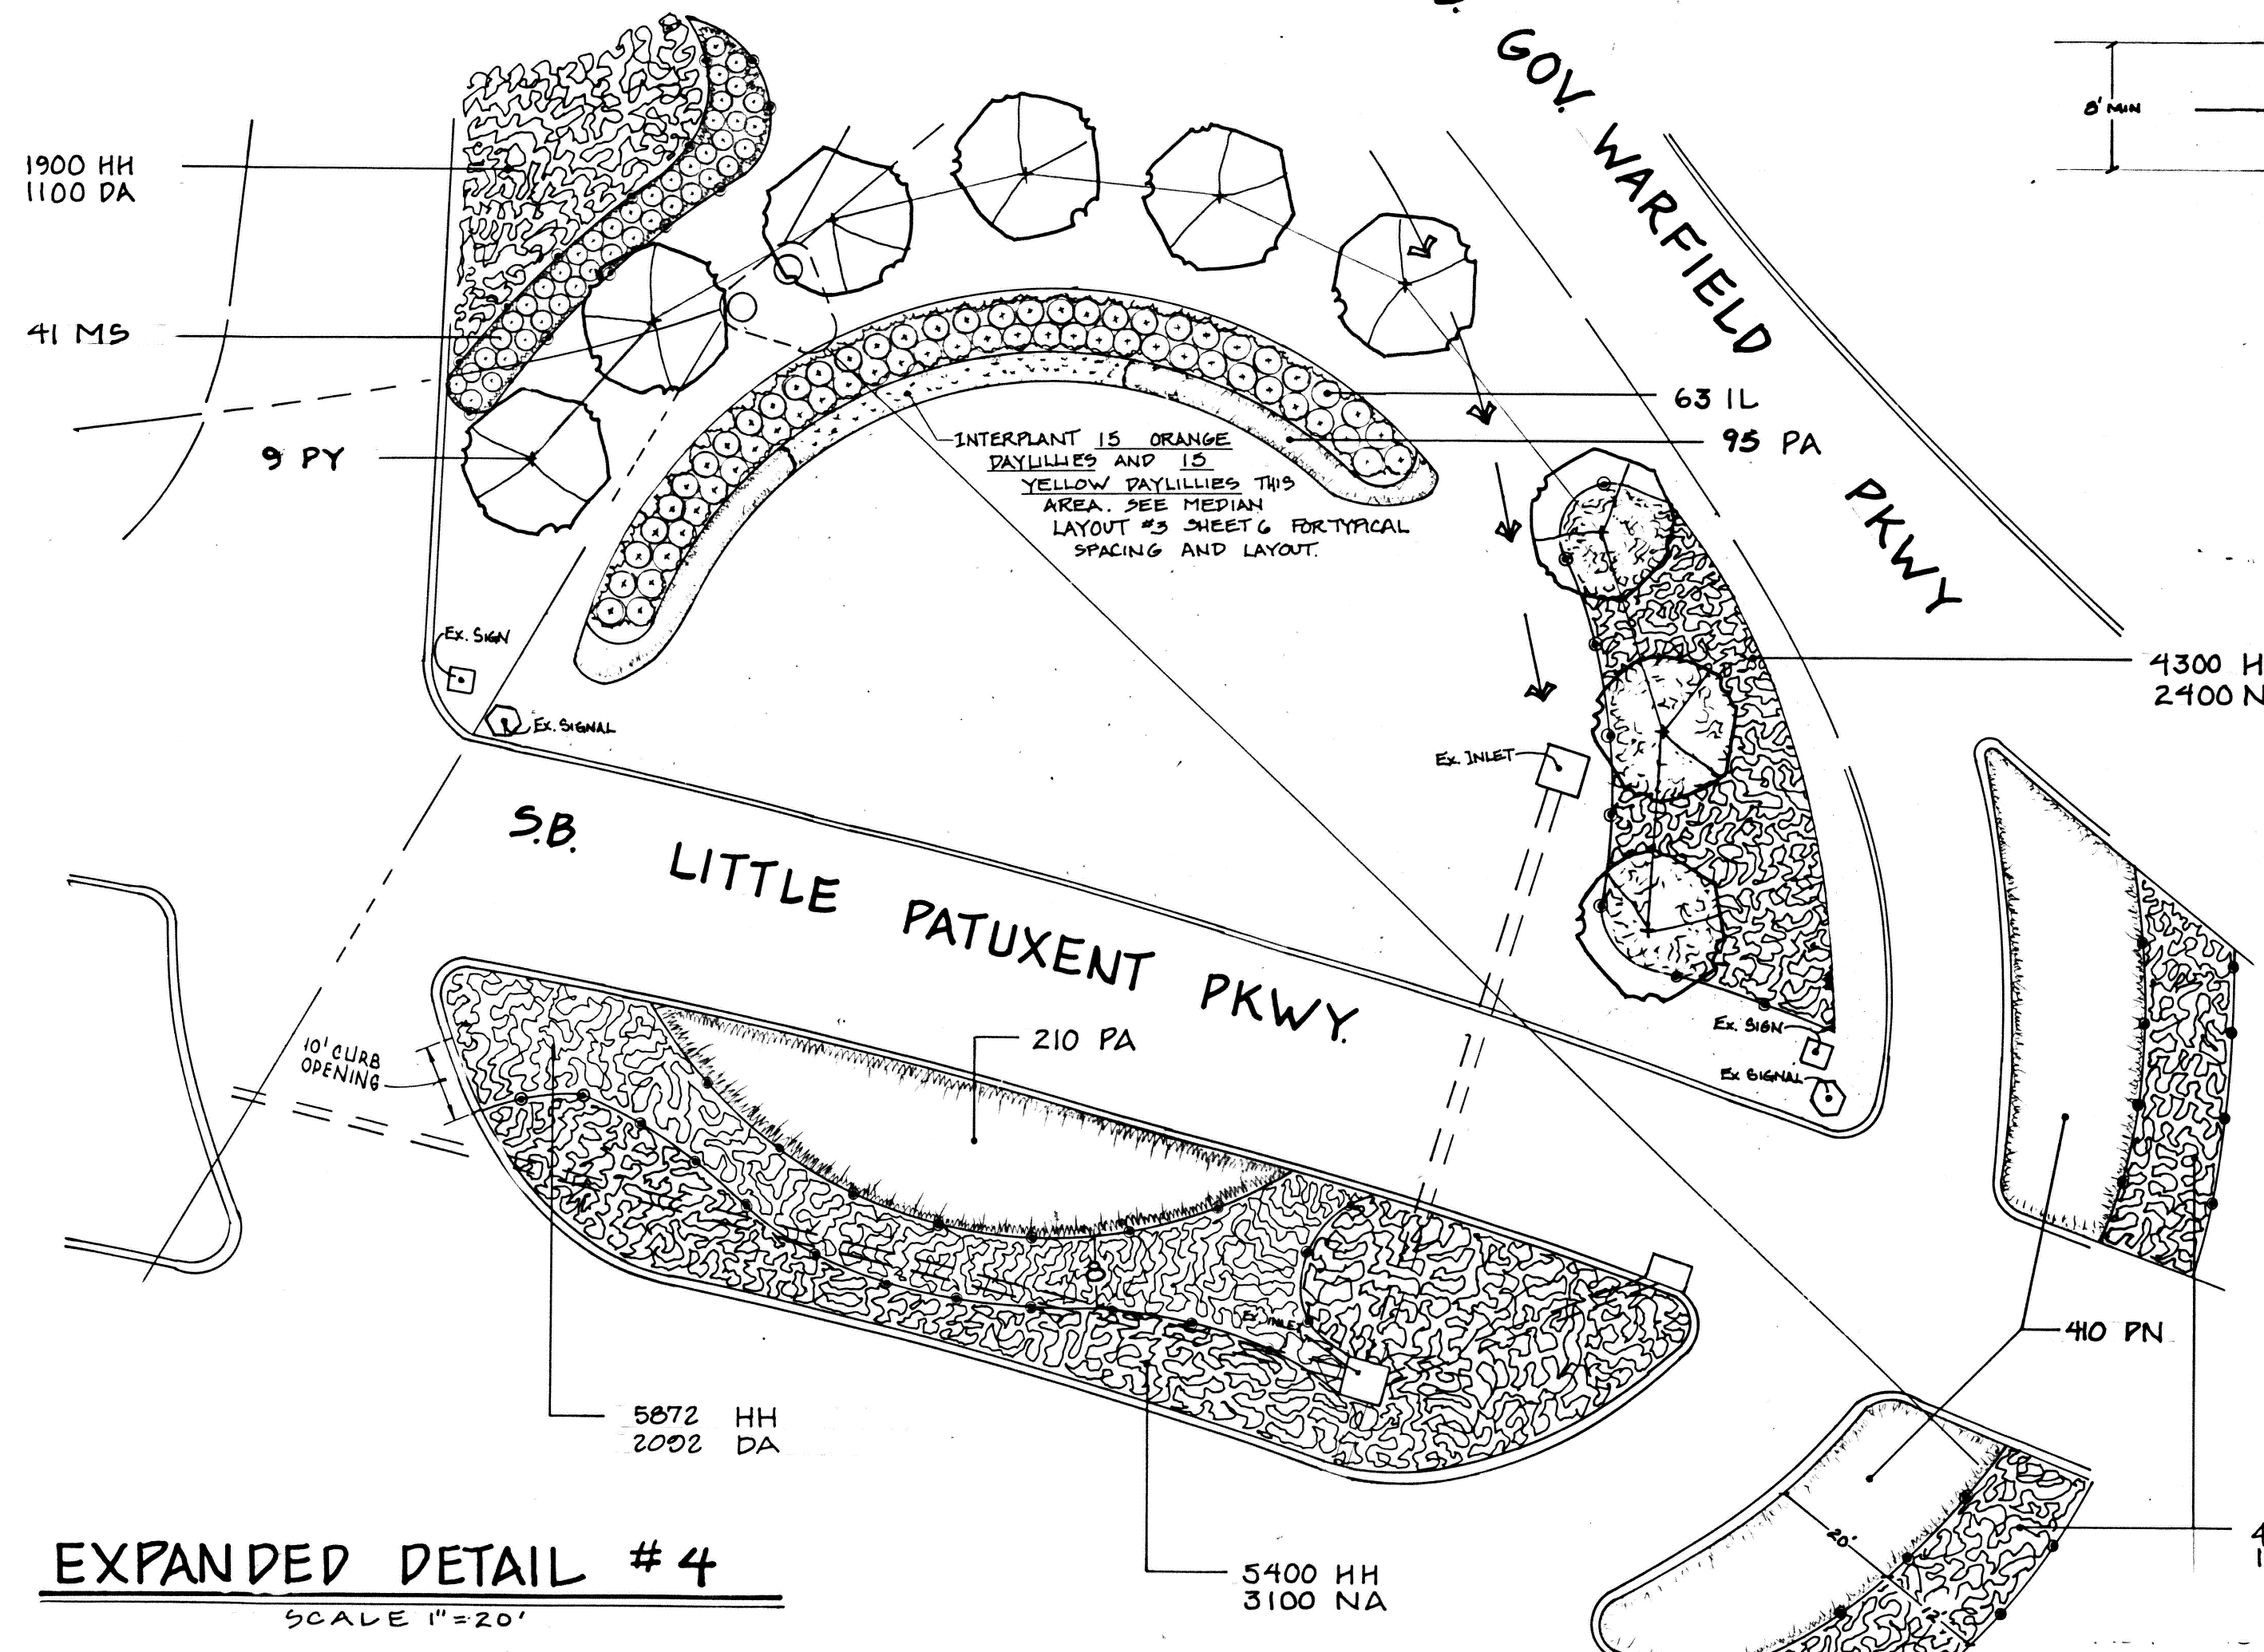 GOV. WARFIELD PKWY
8' MIN
1900 HH
1100 DA
41 MS
9 PY
63 IL
95 PA
INTERPLANT 15 ORANGE
DAYLILLIES AND 15
YELLOW DAYLILLIES THIS
AREA. SEE MEDIAN
LAYOUT #3 SHEET 6 FOR TYPICAL
SPACING AND LAYOUT.
EX. SIGN
EX. SIGNAL
4300 H
2400 N
EX. INLET
S.B. LITTLE PATUXENT PKWY.
EX. SIGN
EX SIGNAL
10' CURB
OPENING
210 PA
8
EX. INLET
410 PN
5872 HH
2092 DA
20'
12'
5400 HH
3100 NA
EXPANDED DETAIL #4
SCALE 1"=20'